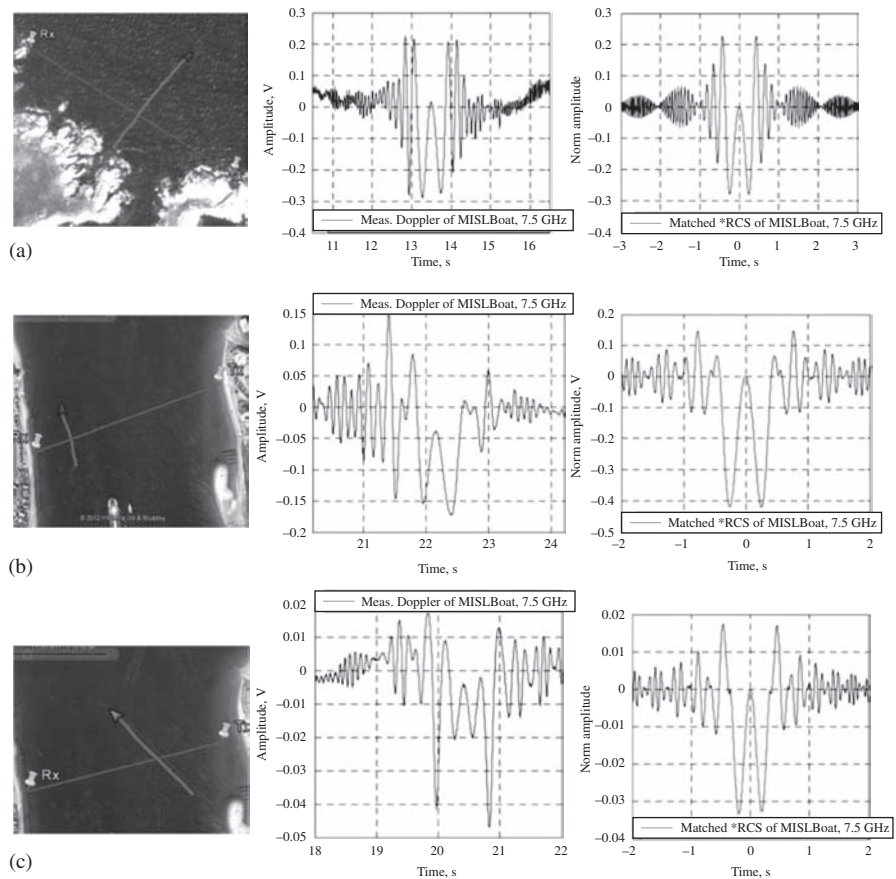 Rx
0.3
0.2
0.1
0
−0.1
−0.2
−0.3
−0.4
Amplitude, V
Meas. Doppler of MISLBoat, 7.5 GHz
11 12 13 14 15 16
Time, s
0.3
0.2
0.1
0
−0.1
−0.2
−0.3
−0.4
Norm amplitude
Matched *RCS of MISLBoat, 7.5 GHz
−3 −2 −1 0 1 2 3
Time, s
(a)
Meas. Doppler of MISLBoat, 7.5 GHz
0.15
0.1
0.05
0
−0.05
−0.1
−0.15
−0.2
Amplitude, V
21 22 23 24
Time, s
0.2
0.1
0
−0.1
−0.2
−0.3
−0.4
−0.5
Norm amplitude, V
Matched *RCS of MISLBoat, 7.5 GHz
−2 −1 0 1 2
Time, s
(b)
Rx
Meas. Doppler of MISLBoat, 7.5 GHz
0.02
0.01
0
−0.01
−0.02
−0.03
−0.04
−0.05
Amplitude, V
18 19 20 21 22
Time, s
0.02
0.01
0
−0.01
−0.02
−0.03
−0.04
Norm amplitude
Matched *RCS of MISLBoat, 7.5 GHz
−2 −1 0 1 2
Time, s
(c)